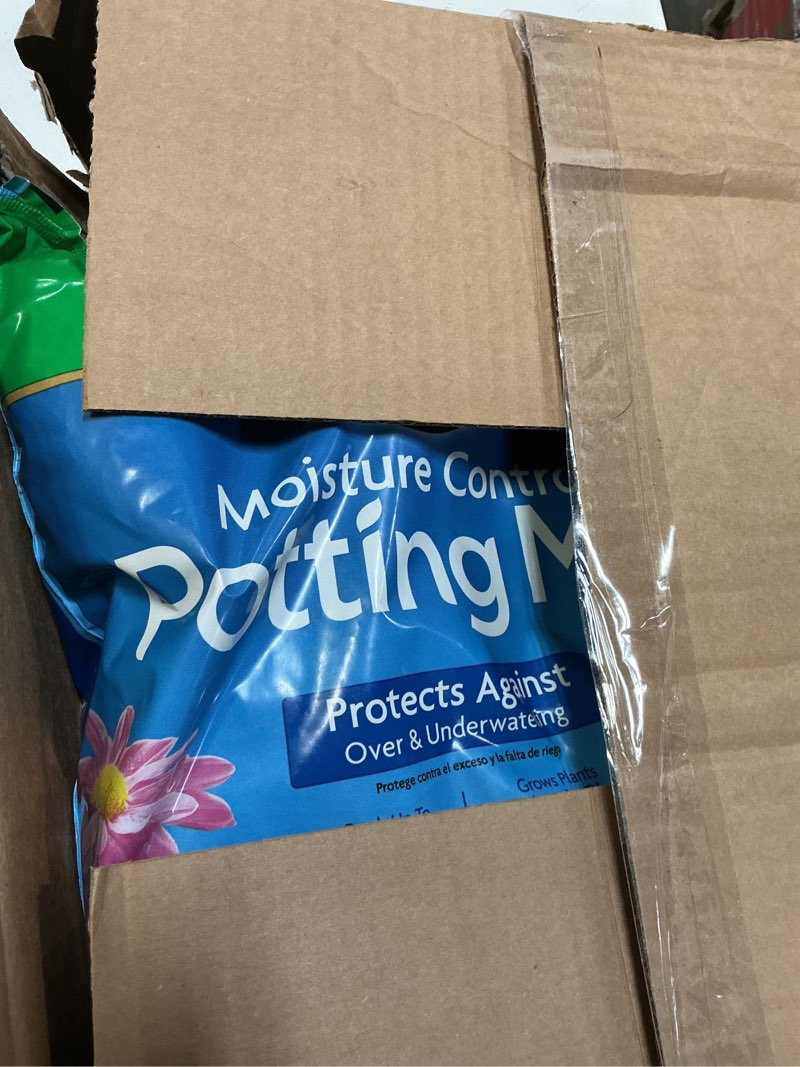 Moisture Contro
Potting M
Protects Against
Over & Underwatering
Protege contra el exceso y la falta de riego
Grows Plants